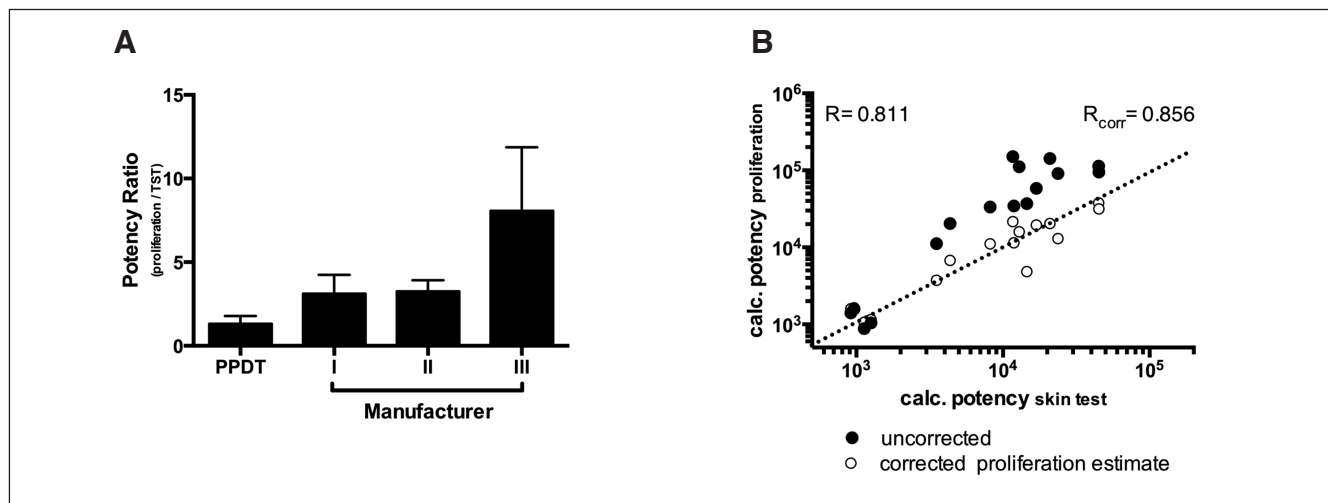 A
Potency Ratio
(proliferation / TST)
15
10
5
0
PPDT
I
II
III
Manufacturer
B
calc. potency proliferation
10⁶
10⁵
10⁴
10³
R= 0.811
Rcorr= 0.856
10³
10⁴
10⁵
calc. potency skin test
uncorrected
corrected proliferation estimate